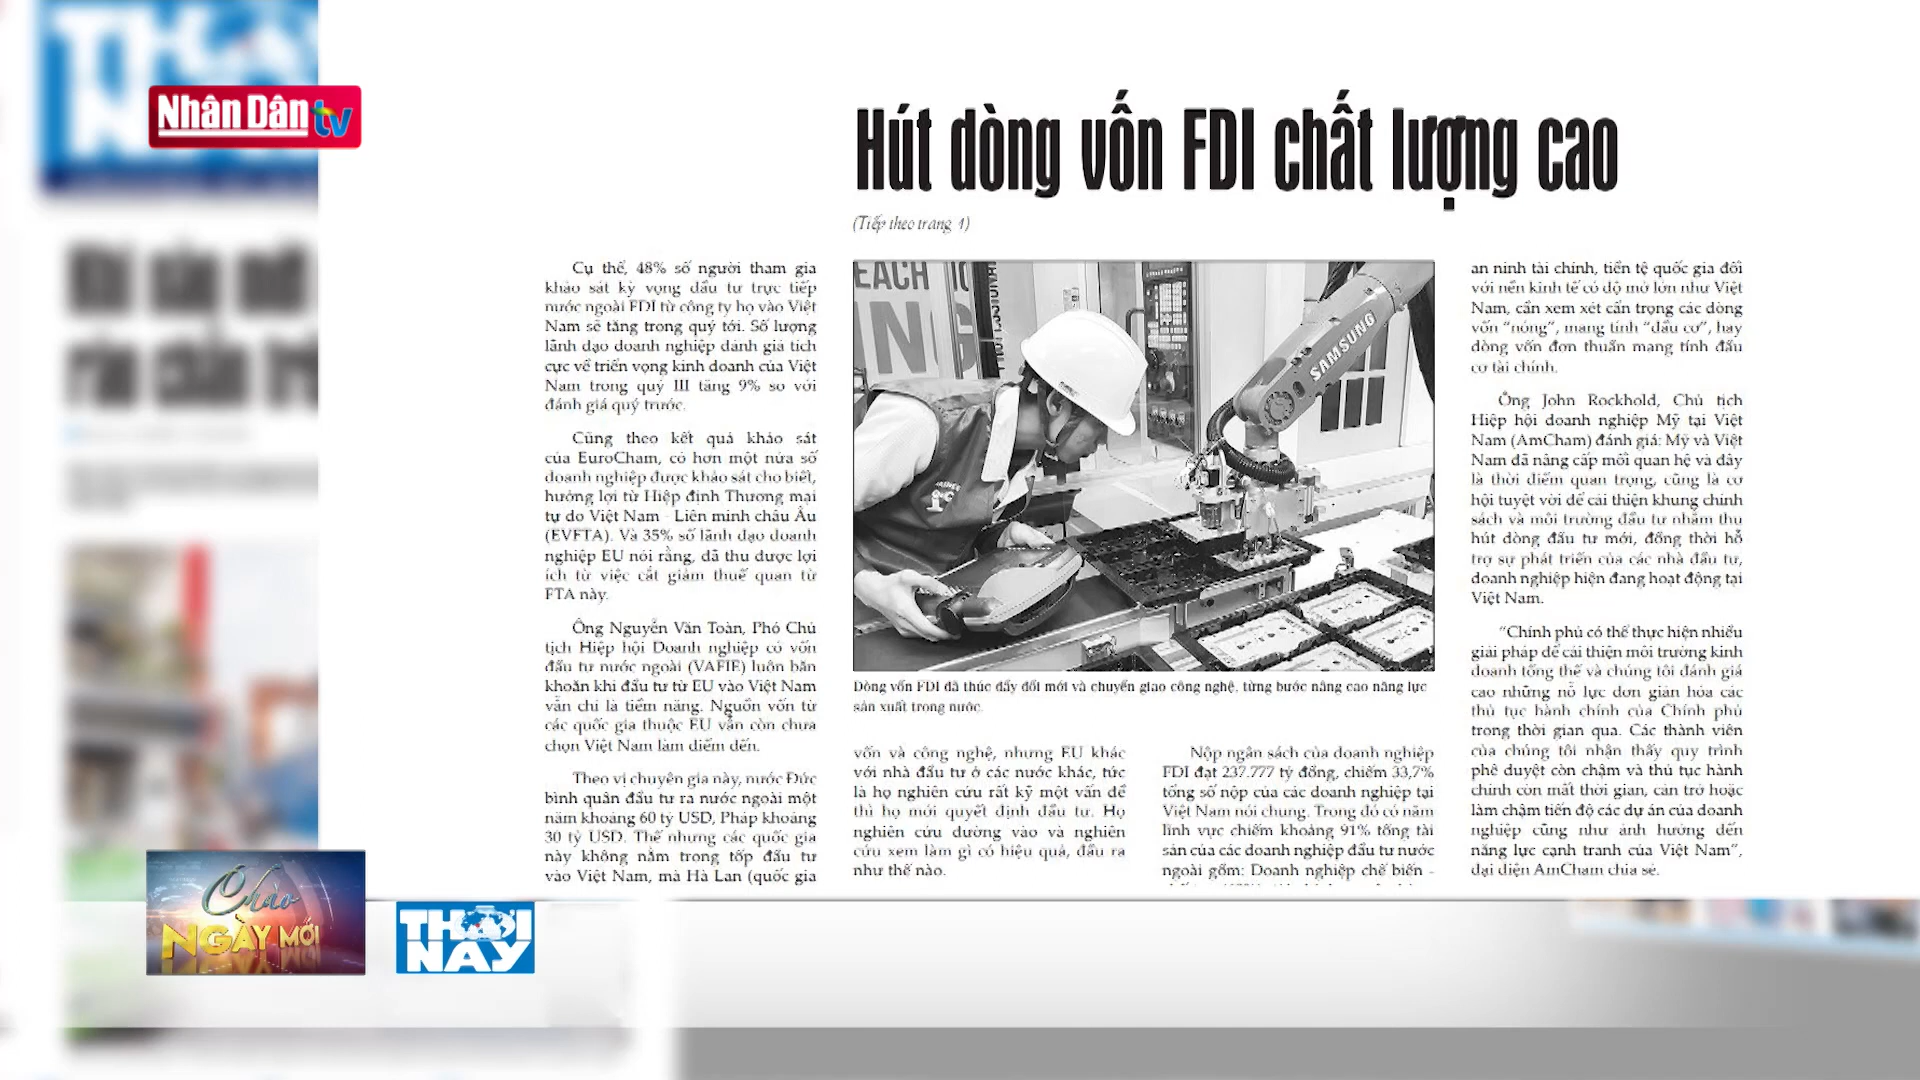 THỜI NAY
Nhân Dân tv
Hút dòng vốn FDI chất lượng cao
(Tiếp theo trang 1)
Cụ thể, 48% số người tham gia
khảo sát kỳ vọng đầu tư trực tiếp
nước ngoài FDI từ công ty họ vào Việt
Nam sẽ tăng trong quý tới. Số lượng
lãnh đạo doanh nghiệp đánh giá tích
cực về triển vọng kinh doanh của Việt
Nam trong quý III tăng 9% so với
đánh giá quý trước.
Cũng theo kết quả khảo sát
của EuroCham, có hơn một nửa số
doanh nghiệp được khảo sát cho biết,
hưởng lợi từ Hiệp định Thương mại
tự do Việt Nam - Liên minh châu Âu
(EVFTA). Và 35% số lãnh đạo doanh
nghiệp EU nói rằng, đã thu được lợi
ích từ việc cắt giảm thuế quan từ
FTA này.
Ông Nguyễn Văn Toàn, Phó Chủ
tịch Hiệp hội Doanh nghiệp có vốn
đầu tư nước ngoài (VAFIE) luôn băn
khoăn khi đầu tư từ EU vào Việt Nam
vẫn chỉ là tiềm năng. Nguồn vốn từ
các quốc gia thuộc EU vẫn còn chưa
chọn Việt Nam làm điểm đến.
Theo vị chuyên gia này, nước Đức
bình quân đầu tư ra nước ngoài một
năm khoảng 60 tỷ USD, Pháp khoảng
30 tỷ USD. Thế nhưng các quốc gia
này không nằm trong tốp đầu tư
vào Việt Nam, mà Hà Lan (quốc gia
EACH
ING
SAMSUNG
Dòng vốn FDI đã thúc đẩy đổi mới và chuyển giao công nghệ, từng bước nâng cao năng lực
sản xuất trong nước.
vốn và công nghệ, nhưng EU khác
với nhà đầu tư ở các nước khác, tức
là họ nghiên cứu rất kỹ một vấn đề
thì họ mới quyết định đầu tư. Họ
nghiên cứu đường vào và nghiên
cứu xem làm gì có hiệu quả, đầu ra
như thế nào.
Nộp ngân sách của doanh nghiệp
FDI đạt 237.777 tỷ đồng, chiếm 33,7%
tổng số nộp của các doanh nghiệp tại
Việt Nam nói chung. Trong đó có năm
lĩnh vực chiếm khoảng 91% tổng tài
sản của các doanh nghiệp đầu tư nước
ngoài gồm: Doanh nghiệp chế biến -
an ninh tài chính, tiền tệ quốc gia đối
với nền kinh tế có độ mở lớn như Việt
Nam, cần xem xét cẩn trọng các dòng
vốn “nóng”, mang tính “đầu cơ”, hay
dòng vốn đơn thuần mang tính đầu
cơ tài chính.
Ông John Rockhold, Chủ tịch
Hiệp hội doanh nghiệp Mỹ tại Việt
Nam (AmCham) đánh giá: Mỹ và Việt
Nam đã nâng cấp mối quan hệ và đây
là thời điểm quan trọng, cũng là cơ
hội tuyệt vời để cải thiện khung chính
sách và môi trường đầu tư nhằm thu
hút dòng đầu tư mới, đồng thời hỗ
trợ sự phát triển của các nhà đầu tư,
doanh nghiệp hiện đang hoạt động tại
Việt Nam.
“Chính phủ có thể thực hiện nhiều
giải pháp để cải thiện môi trường kinh
doanh tổng thể và chúng tôi đánh giá
cao những nỗ lực đơn giản hóa các
thủ tục hành chính của Chính phủ
trong thời gian qua. Các thành viên
của chúng tôi nhận thấy quy trình
phê duyệt còn chậm và thủ tục hành
chính còn mất thời gian, cản trở hoặc
làm chậm tiến độ các dự án của doanh
nghiệp cũng như ảnh hưởng đến
năng lực cạnh tranh của Việt Nam”,
đại diện AmCham chia sẻ.
Chào
NGÀY MỚI
THỜI
NAY